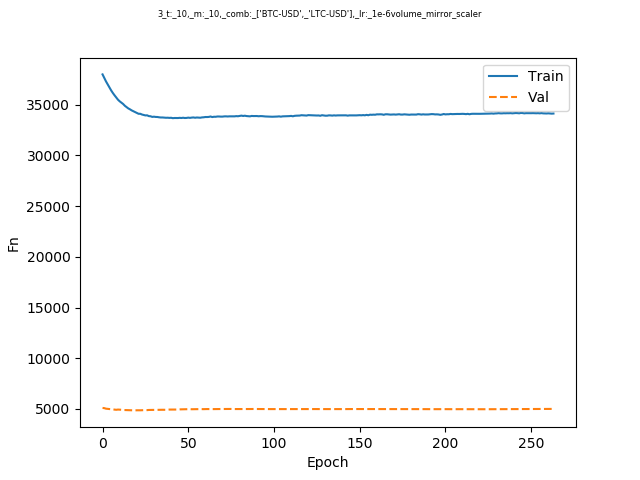 3_t:_10,_m:_10,_comb:_['BTC-USD',_'LTC-USD'],_lr:_1e-6volume_mirror_scaler
Train
Val
35000
30000
25000
20000
15000
10000
5000
Fn
0 50 100 150 200 250
Epoch